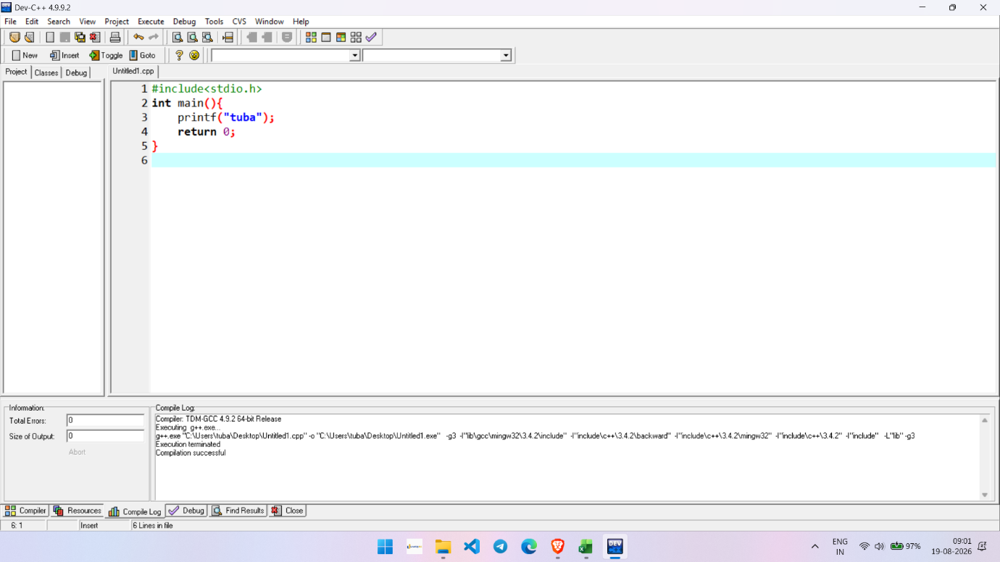 Dev-C++ 4.9.9.2
File Edit Search View Project Execute Debug Tools CVS Window Help
New Insert Toggle Goto
Project Classes Debug Untitled1.cpp
1 #include<stdio.h>
2 int main(){
3 printf("tuba");
4 return 0;
5 }
6
Information:
Total Errors: 0
Size of Output: 0
Abort
Compile Log:
Compiler: TDM-GCC 4.9.2 64-bit Release
Executing g++.exe...
g++.exe "C:\Users\tuba\Desktop\Untitled1.cpp" -o "C:\Users\tuba\Desktop\Untitled1.exe" -g3 -I"lib\gcc\mingw32\3.4.2\include" -I"include\c++\3.4.2\backward" -I"include\c++\3.4.2\mingw32" -I"include\c++\3.4.2" -I"include" -L"lib" -g3
Execution terminated
Compilation successful
Compiler Resources Compile Log Debug Find Results Close
6: 1 Insert 6 Lines in file
DEV C++
ENG
IN
97%
09:01
19-08-2026